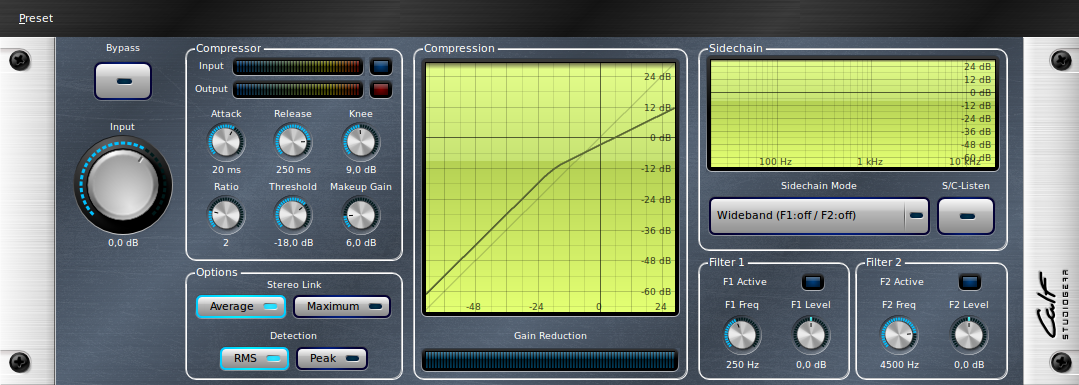 Preset
Bypass
Input
0,0 dB
Compressor
Input
Output
Attack Release Knee
20 ms 250 ms 9,0 dB
Ratio Threshold Makeup Gain
2 -18,0 dB 6,0 dB
Options
Stereo Link
Average Maximum
Detection
RMS Peak
Compression
24 dB
12 dB
0 dB
-12 dB
-24 dB
-36 dB
-48 dB
-60 dB
-48 -24 0 24
Gain Reduction
Sidechain
24 dB
12 dB
0 dB
-12 dB
-24 dB
-36 dB
-48 dB
-60 dB
100 Hz 1 kHz 10 kHz
Sidechain Mode S/C-Listen
Wideband (F1:off / F2:off)
Filter 1
F1 Active
F1 Freq F1 Level
250 Hz 0,0 dB
Filter 2
F2 Active
F2 Freq F2 Level
4500 Hz 0,0 dB
Calf
STUDIOGEAR